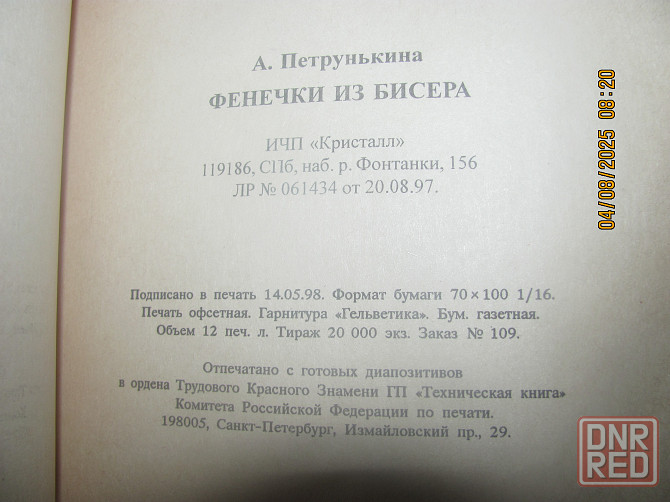 А. Петрунькина
ФЕНЕЧКИ ИЗ БИСЕРА
ИЧП «Кристалл»
119186, СПб, наб. р. Фонтанки, 156
ЛР № 061434 от 20.08.97.
Подписано в печать 14.05.98. Формат бумаги 70 × 100 1/16.
Печать офсетная. Гарнитура «Гельветика». Бум. газетная.
Объем 12 печ. л. Тираж 20 000 экз. Заказ № 109.
Отпечатано с готовых диапозитивов
в ордена Трудового Красного Знамени ГП «Техническая книга»
Комитета Российской Федерации по печати.
198005, Санкт-Петербург, Измайловский пр., 29.
04/08/2025 08:20
DNR
RED